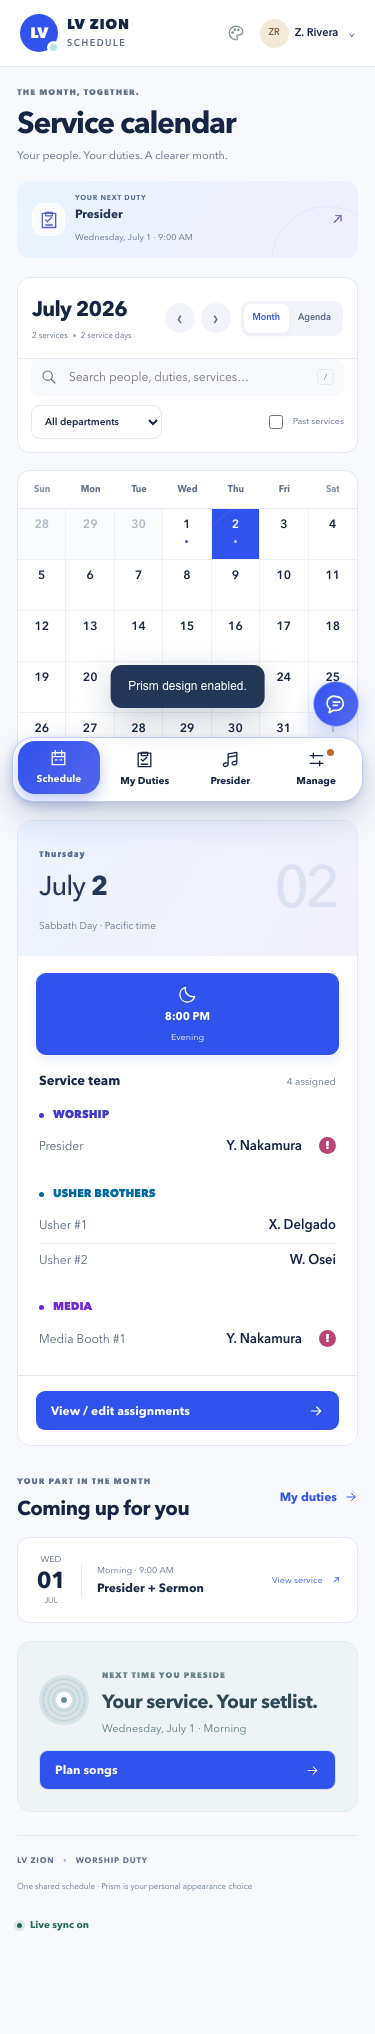 LV
LV ZION
SCHEDULE
ZR
Z. Rivera
THE MONTH, TOGETHER.
Service calendar
Your people. Your duties. A clearer month.
YOUR NEXT DUTY
Presider
Wednesday, July 1 · 9:00 AM
July 2026
2 services • 2 service days
Month
Agenda
Search people, duties, services…
/
All departments
Past services
Sun Mon Tue Wed Thu Fri Sat
28 29 30 1 2 3 4
5 6 7 8 9 10 11
12 13 14 15 16 17 18
19 20 24 25
Prism design enabled.
26 27 28 29 30 31 1
Schedule
My Duties
Presider
Manage
Thursday
July 2
02
Sabbath Day · Pacific time
8:00 PM
Evening
Service team
4 assigned
WORSHIP
Presider
Y. Nakamura
!
USHER BROTHERS
Usher #1
X. Delgado
Usher #2
W. Osei
MEDIA
Media Booth #1
Y. Nakamura
!
View / edit assignments
YOUR PART IN THE MONTH
Coming up for you
My duties
WED
01
JUL
Morning · 9:00 AM
Presider + Sermon
View service
NEXT TIME YOU PRESIDE
Your service. Your setlist.
Wednesday, July 1 · Morning
Plan songs
LV ZION • WORSHIP DUTY
One shared schedule · Prism is your personal appearance choice
Live sync on